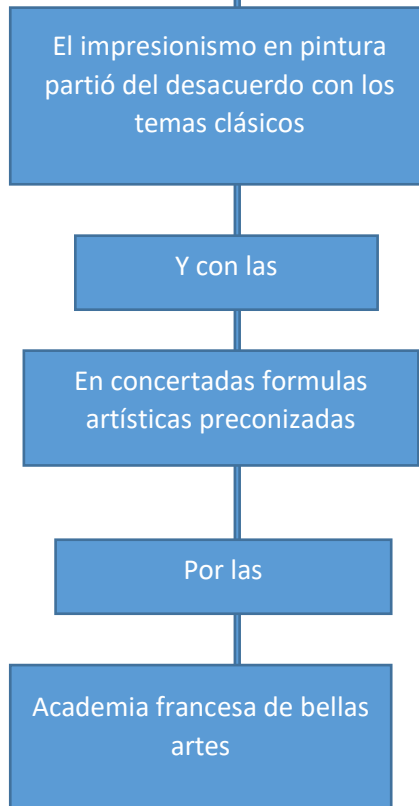 El impresionismo en pintura
partió del desacuerdo con los
temas clásicos
Y con las
En concertadas formulas
artísticas preconizadas
Por las
Academia francesa de bellas
artes